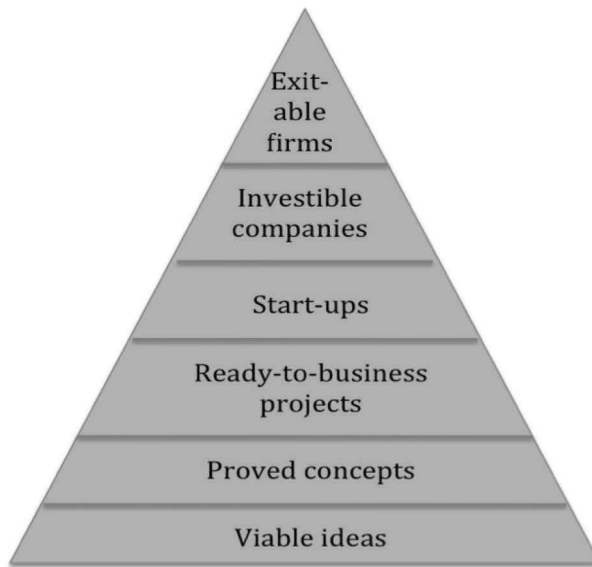 Exit-
able
firms
Investible
companies
Start-ups
Ready-to-business
projects
Proved concepts
Viable ideas